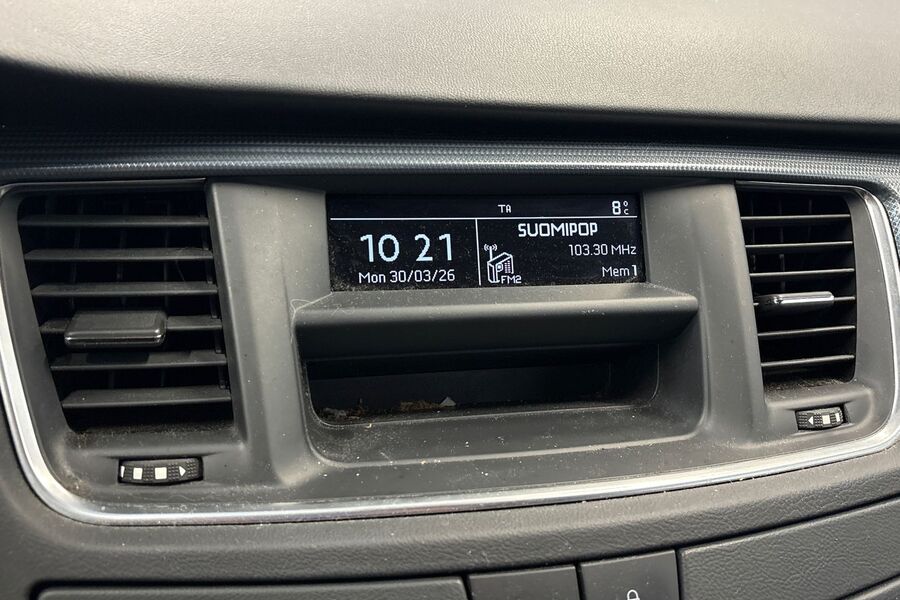 TA 8°C
10 21
Mon 30/03/26
SUOMIPOP
103.30 MHz
FM2
Mem 1